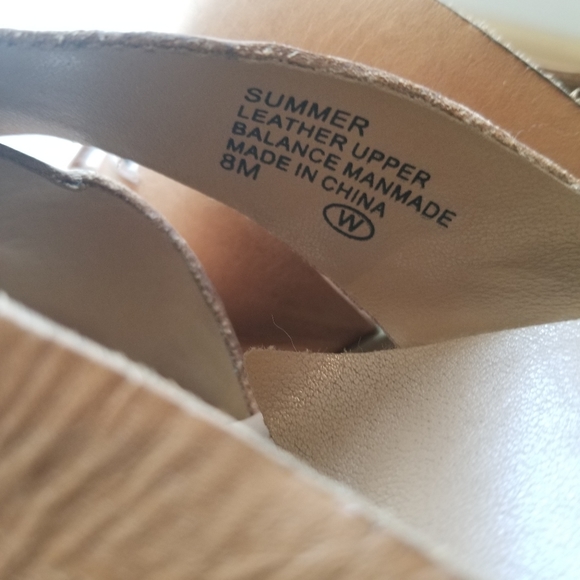 SUMMER
LEATHER UPPER
BALANCE MANMADE
MADE IN CHINA
8M
W